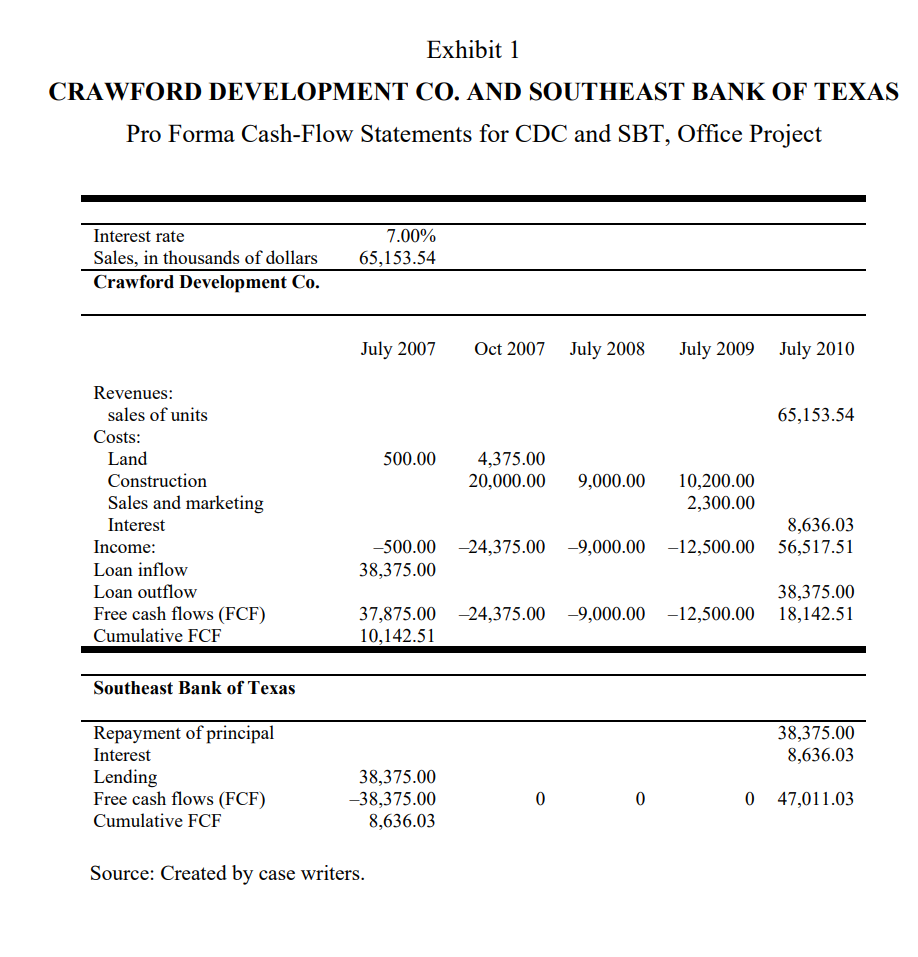 Exhibit 1
CRAWFORD DEVELOPMENT CO. AND SOUTHEAST BANK OF TEXAS
Pro Forma Cash-Flow Statements for CDC and SBT, Office Project
Interest rate 7.00%
Sales, in thousands of dollars 65,153.54
Crawford Development Co.
July 2007 Oct 2007 July 2008 July 2009 July 2010
Revenues:
sales of units 65,153.54
Costs:
Land 500.00 4,375.00
Construction 20,000.00 9,000.00 10,200.00
Sales and marketing 2,300.00
Interest 8,636.03
Income: –500.00 –24,375.00 –9,000.00 –12,500.00 56,517.51
Loan inflow 38,375.00
Loan outflow 38,375.00
Free cash flows (FCF) 37,875.00 –24,375.00 –9,000.00 –12,500.00 18,142.51
Cumulative FCF 10,142.51
Southeast Bank of Texas
Repayment of principal 38,375.00
Interest 8,636.03
Lending 38,375.00
Free cash flows (FCF) –38,375.00 0 0 0 47,011.03
Cumulative FCF 8,636.03
Source: Created by case writers.